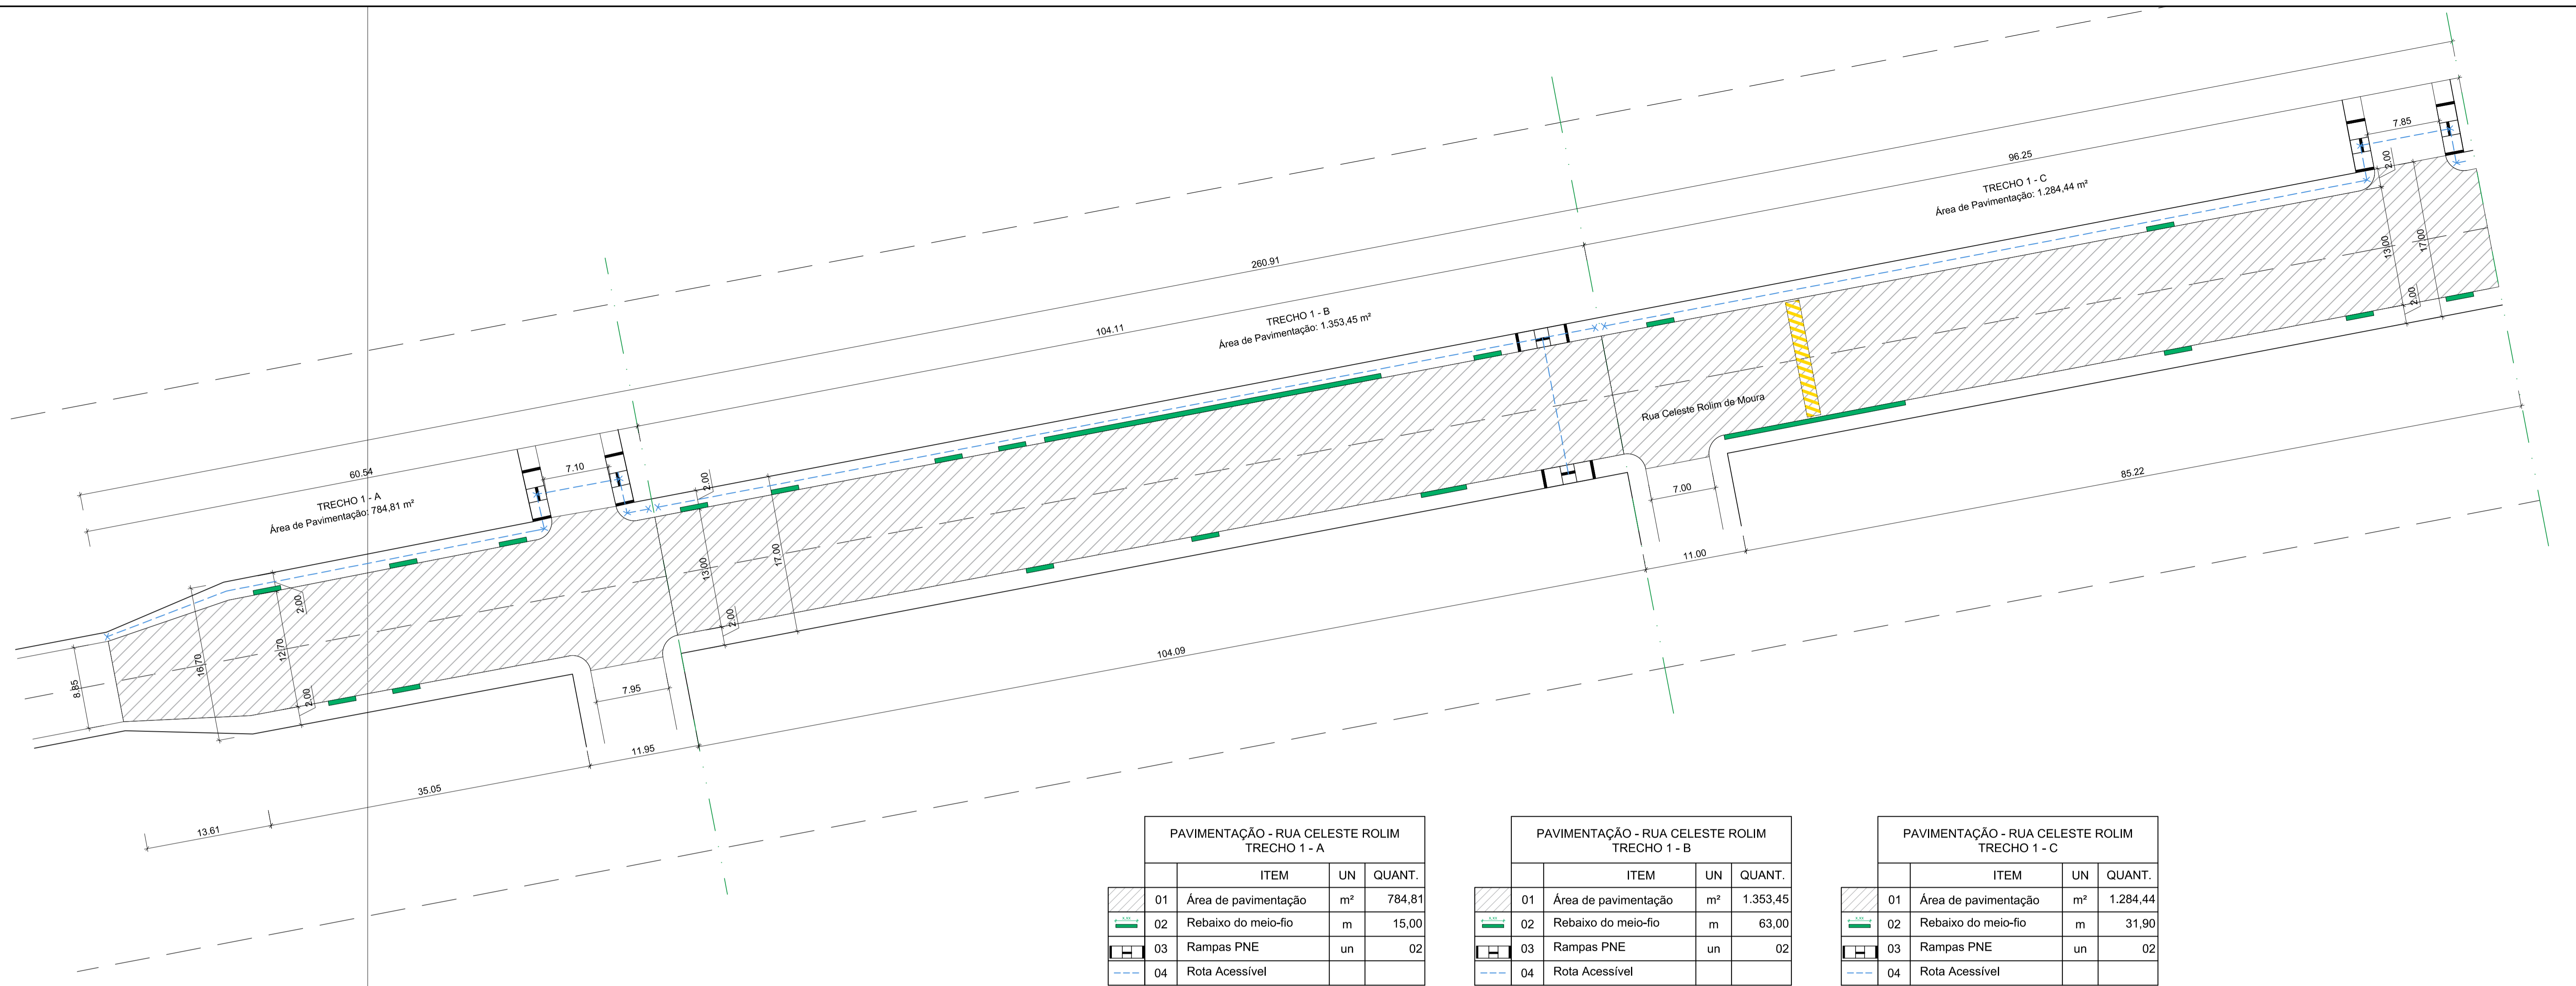 7.85
96.25
2.00
TRECHO 1 - C
Área de Pavimentação: 1.284,44 m²
13.00
17.00
2.00
260.91
104.11
TRECHO 1 - B
Área de Pavimentação: 1.353,45 m²
Rua Celeste Rolim de Moura
60.54
7.10
TRECHO 1 - A
Área de Pavimentação: 784,81 m²
2.00
13.00
17.00
2.00
7.00
85.22
11.00
2.00
12.70
16.70
8.85
2.00
7.95
104.09
11.95
35.05
13.61
PAVIMENTAÇÃO - RUA CELESTE ROLIM
TRECHO 1 - A
ITEM UN QUANT.
01 Área de pavimentação m² 784,81
02 Rebaixo do meio-fio m 15,00
03 Rampas PNE un 02
04 Rota Acessível
PAVIMENTAÇÃO - RUA CELESTE ROLIM
TRECHO 1 - B
ITEM UN QUANT.
01 Área de pavimentação m² 1.353,45
02 Rebaixo do meio-fio m 63,00
03 Rampas PNE un 02
04 Rota Acessível
PAVIMENTAÇÃO - RUA CELESTE ROLIM
TRECHO 1 - C
ITEM UN QUANT.
01 Área de pavimentação m² 1.284,44
02 Rebaixo do meio-fio m 31,90
03 Rampas PNE un 02
04 Rota Acessível